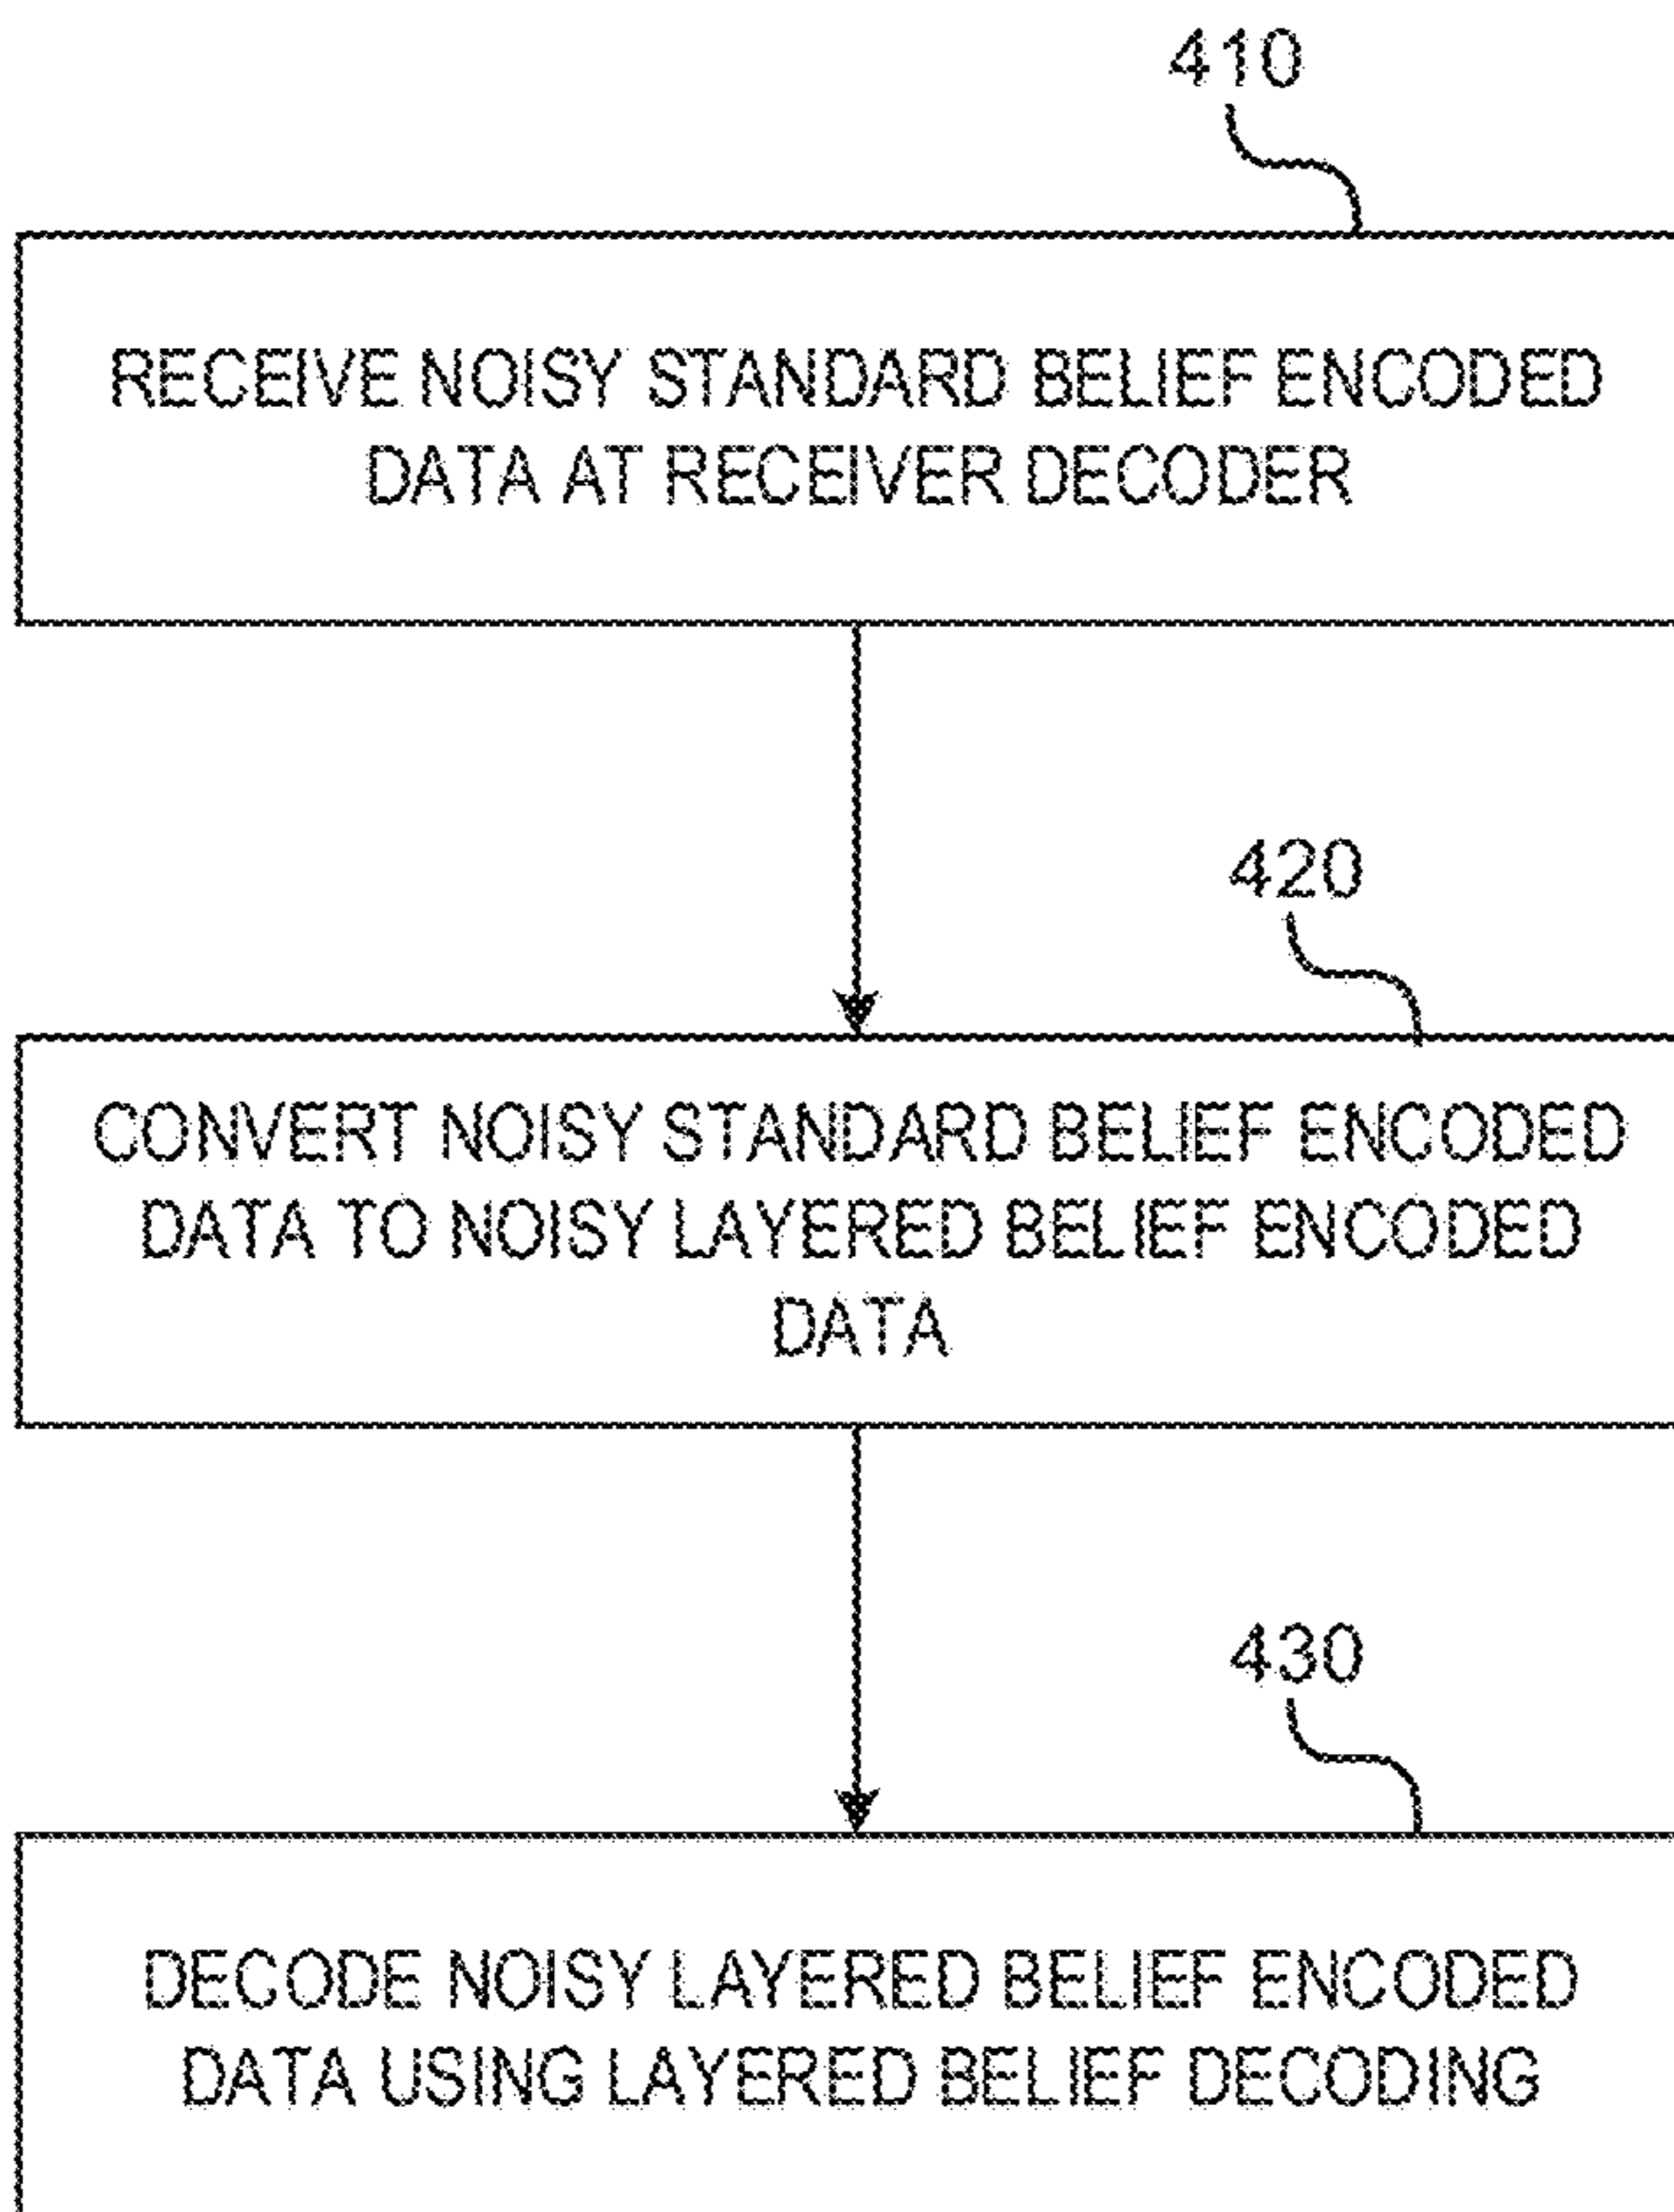 410
RECEIVE NOISY STANDARD BELIEF ENCODED
DATA AT RECEIVER DECODER
420
CONVERT NOISY STANDARD BELIEF ENCODED
DATA TO NOISY LAYERED BELIEF ENCODED
DATA
430
DECODE NOISY LAYERED BELIEF ENCODED
DATA USING LAYERED BELIEF DECODING